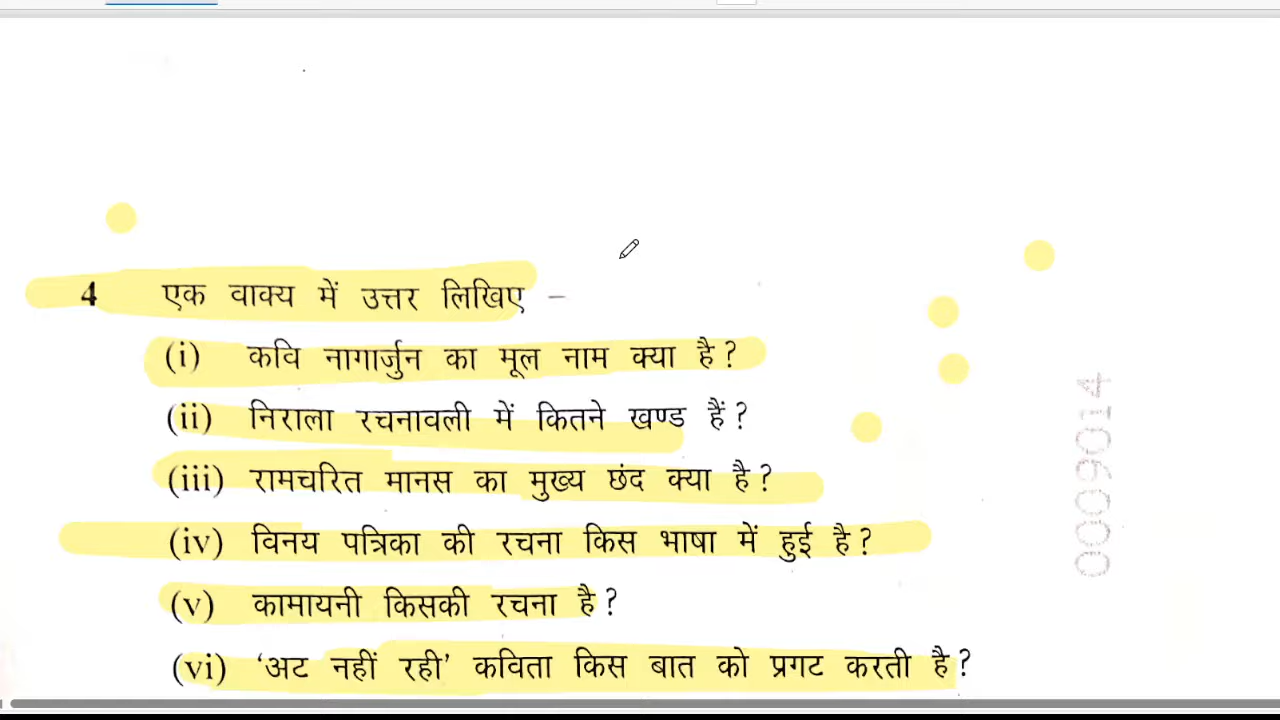 4 एक वाक्य में उत्तर लिखिए –
(i) कवि नागार्जुन का मूल नाम क्या है?
(ii) निराला रचनावली में कितने खण्ड हैं?
(iii) रामचरित मानस का मुख्य छंद क्या है?
(iv) विनय पत्रिका की रचना किस भाषा में हुई है?
(v) कामायनी किसकी रचना है?
(vi) ‘अट नहीं रही’ कविता किस बात को प्रगट करती है?
0009014